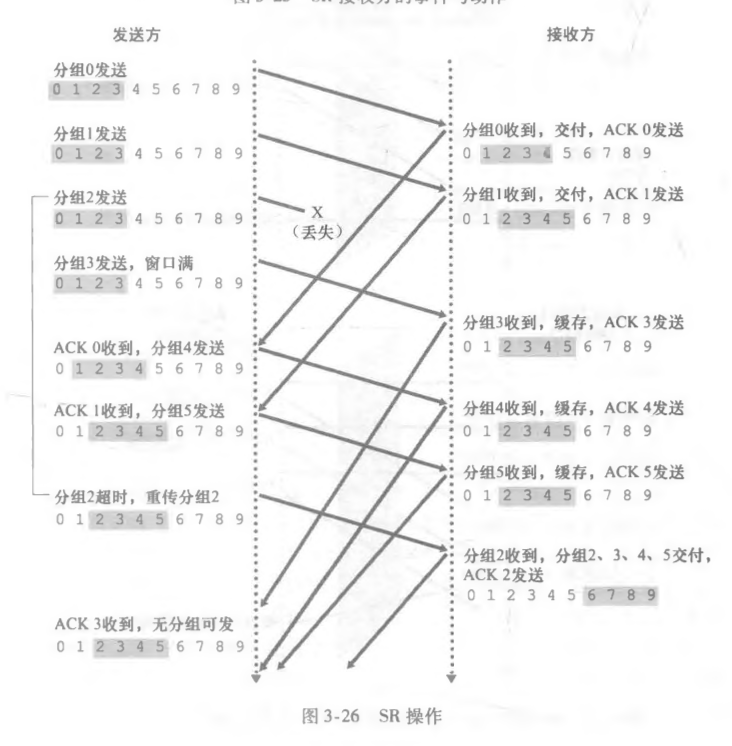 图 3-25 SR 接收方的事件与动作
发送方
接收方
分组0发送
0 1 2 3 4 5 6 7 8 9
分组0收到，交付，ACK 0发送
0 1 2 3 4 5 6 7 8 9
分组1发送
0 1 2 3 4 5 6 7 8 9
分组1收到，交付，ACK 1发送
0 1 2 3 4 5 6 7 8 9
分组2发送
0 1 2 3 4 5 6 7 8 9
X
（丢失）
分组3发送，窗口满
0 1 2 3 4 5 6 7 8 9
分组3收到，缓存，ACK 3发送
0 1 2 3 4 5 6 7 8 9
ACK 0收到，分组4发送
0 1 2 3 4 5 6 7 8 9
ACK 1收到，分组5发送
0 1 2 3 4 5 6 7 8 9
分组4收到，缓存，ACK 4发送
0 1 2 3 4 5 6 7 8 9
分组5收到，缓存，ACK 5发送
0 1 2 3 4 5 6 7 8 9
分组2超时，重传分组2
0 1 2 3 4 5 6 7 8 9
分组2收到，分组2、3、4、5交付，
ACK 2发送
0 1 2 3 4 5 6 7 8 9
ACK 3收到，无分组可发
0 1 2 3 4 5 6 7 8 9
图 3-26 SR 操作